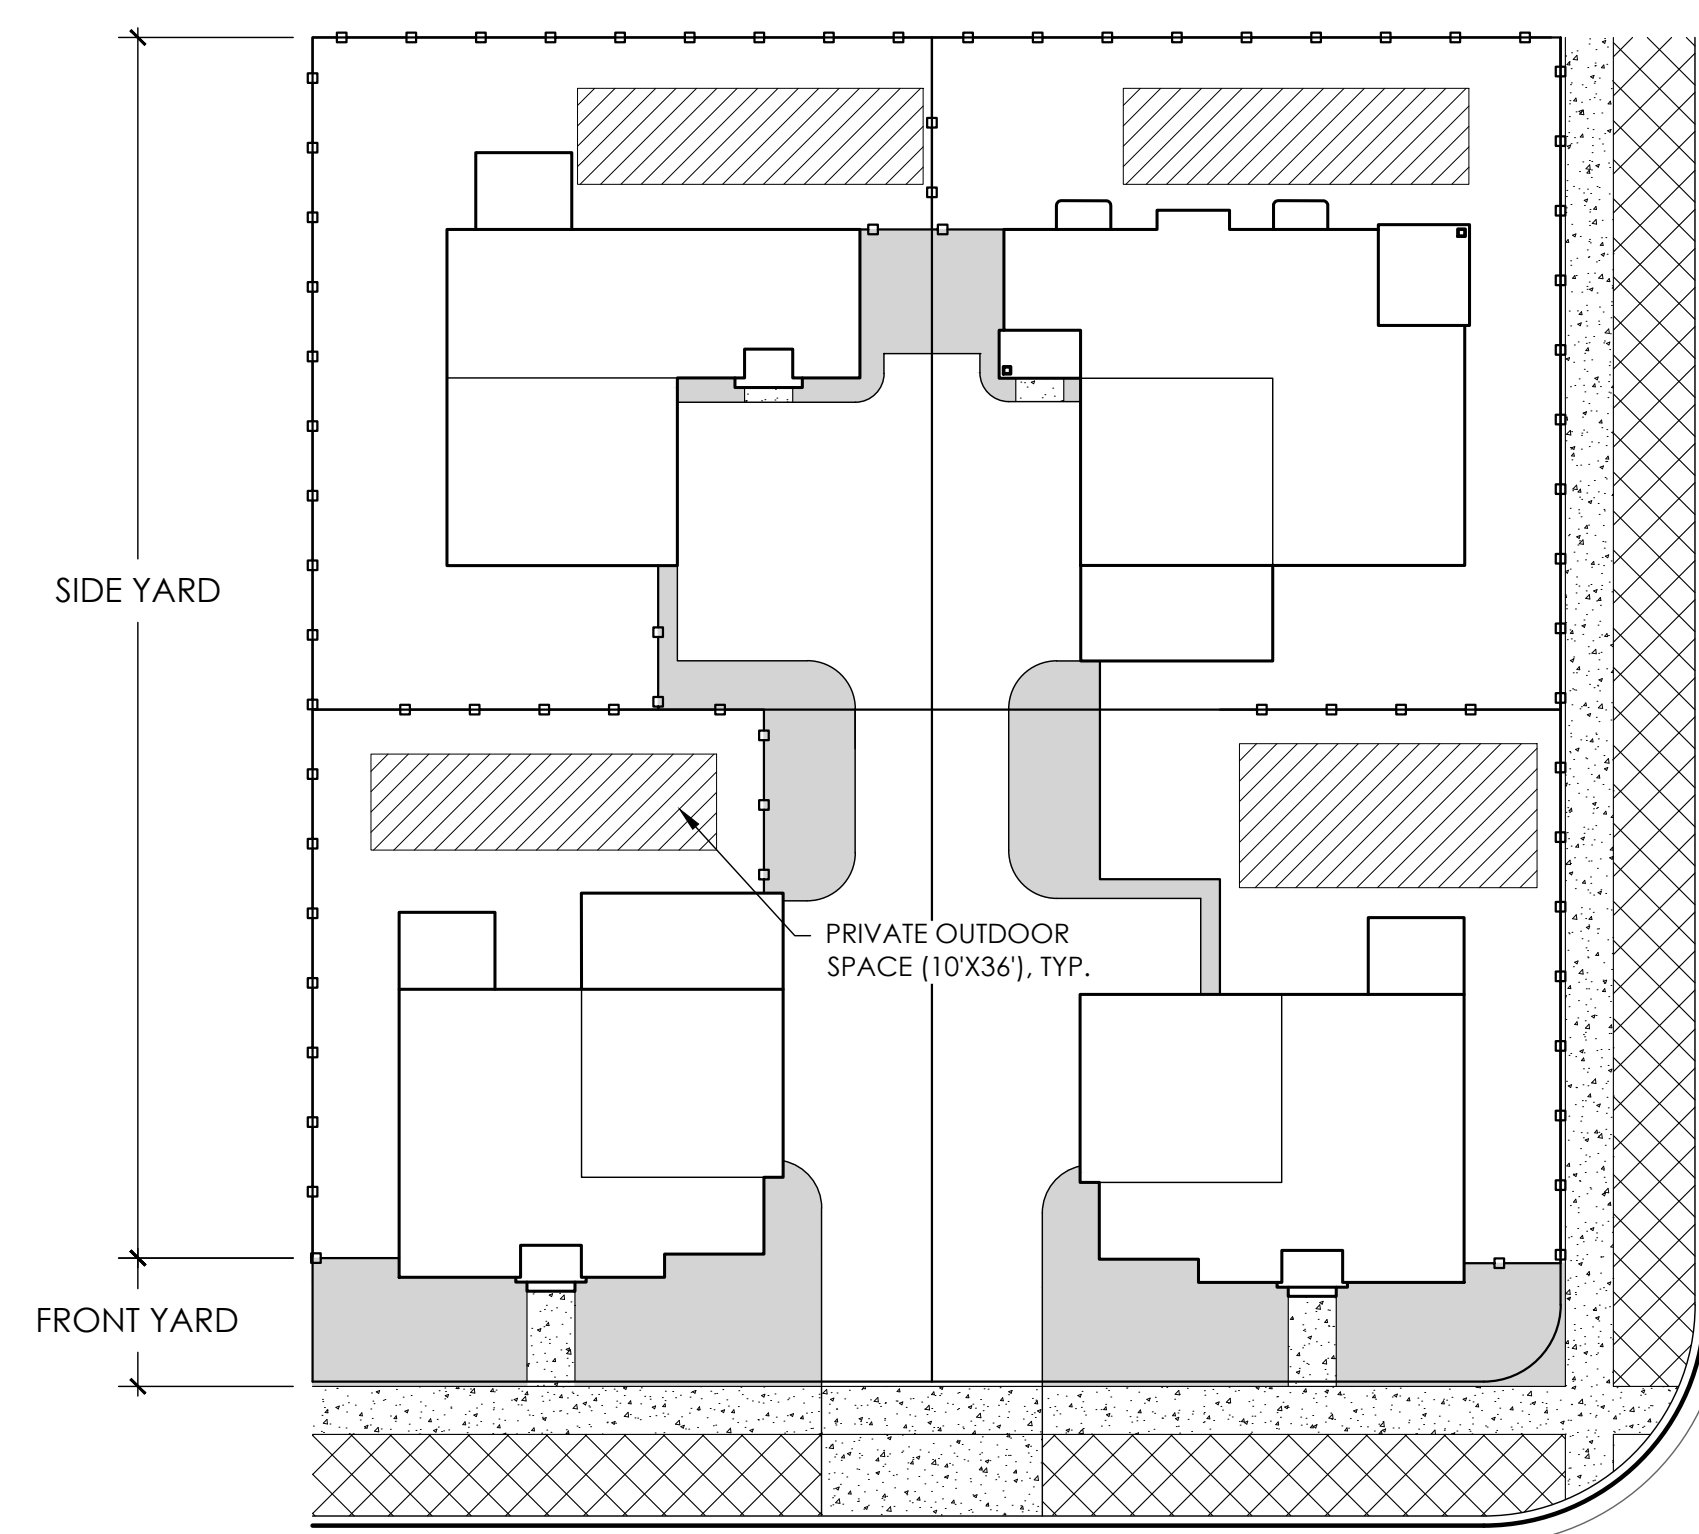 SIDE YARD
PRIVATE OUTDOOR
SPACE (10'X36'), TYP.
FRONT YARD